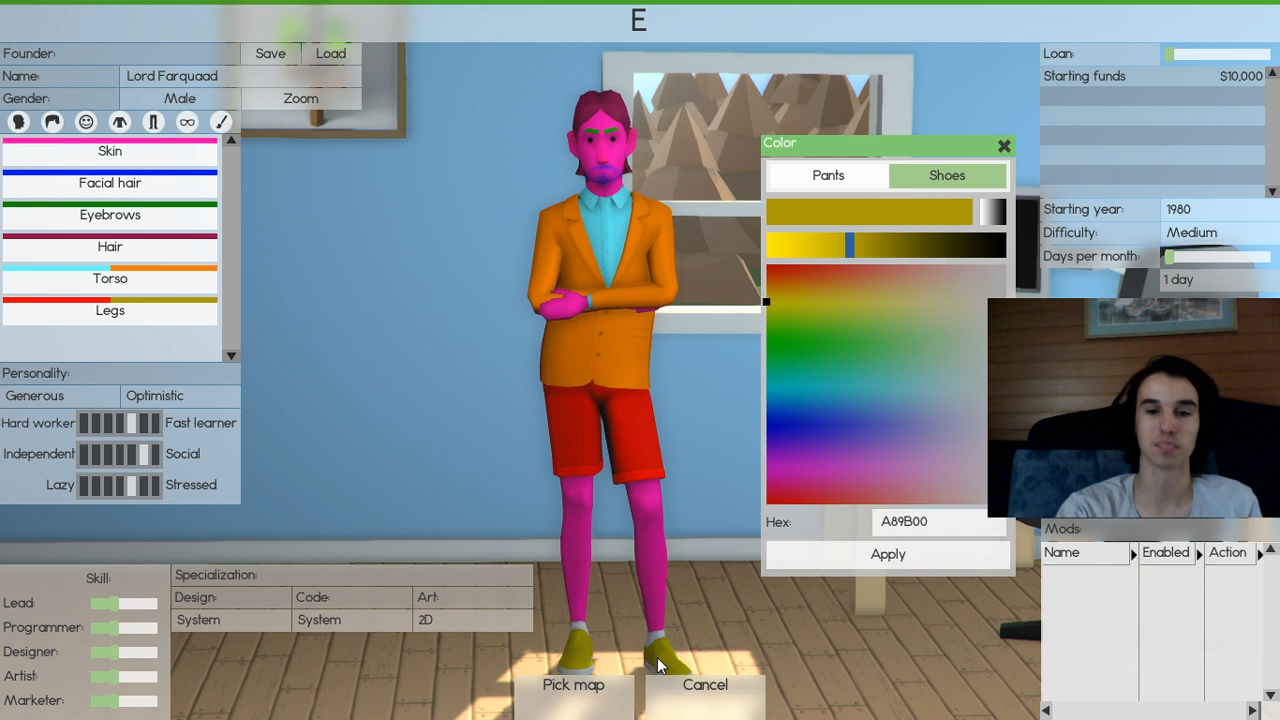 E
Founder:
Save
Load
Name:
Lord Farquaad
Gender:
Male
Zoom
Skin
Facial hair
Eyebrows
Hair
Torso
Legs
Personality:
Generous
Optimistic
Hard worker
Fast learner
Independent
Social
Lazy
Stressed
Skill:
Lead:
Programmer:
Designer:
Artist:
Marketer:
Specialization:
Design:
Code:
Art:
System
System
2D
Pick map
Cancel
Color
Pants
Shoes
Hex:
A89B00
Apply
Loan:
Starting funds
$10,000
Starting year:
1980
Difficulty:
Medium
Days per month:
1 day
Mods:
Name
Enabled
Action